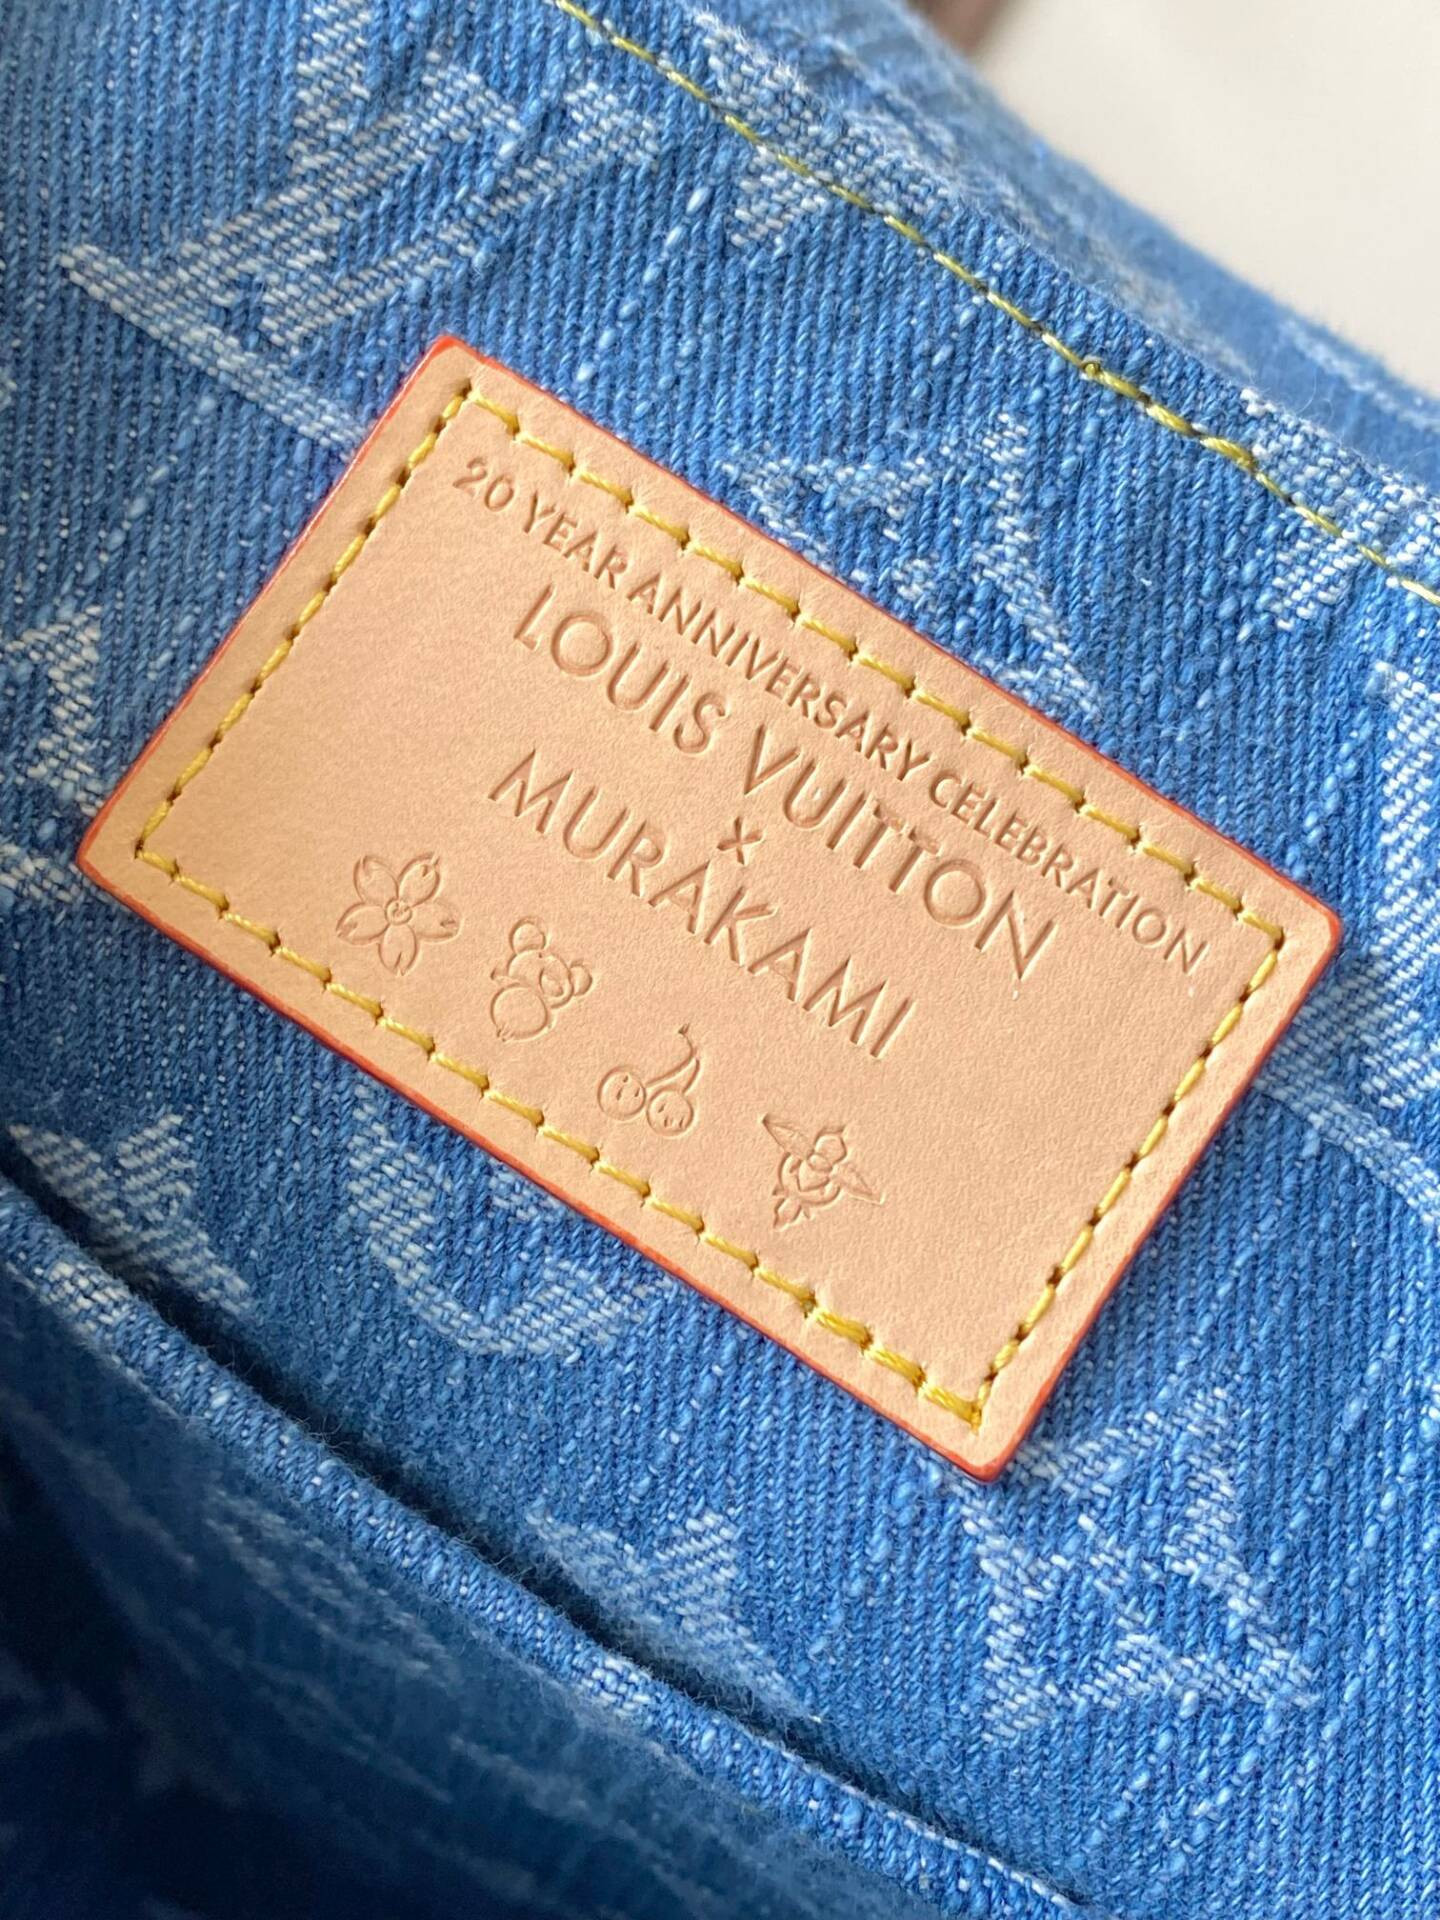 20 YEAR ANNIVERSARY CELEBRATION
LOUIS VUITTON
×
MURAKAMI